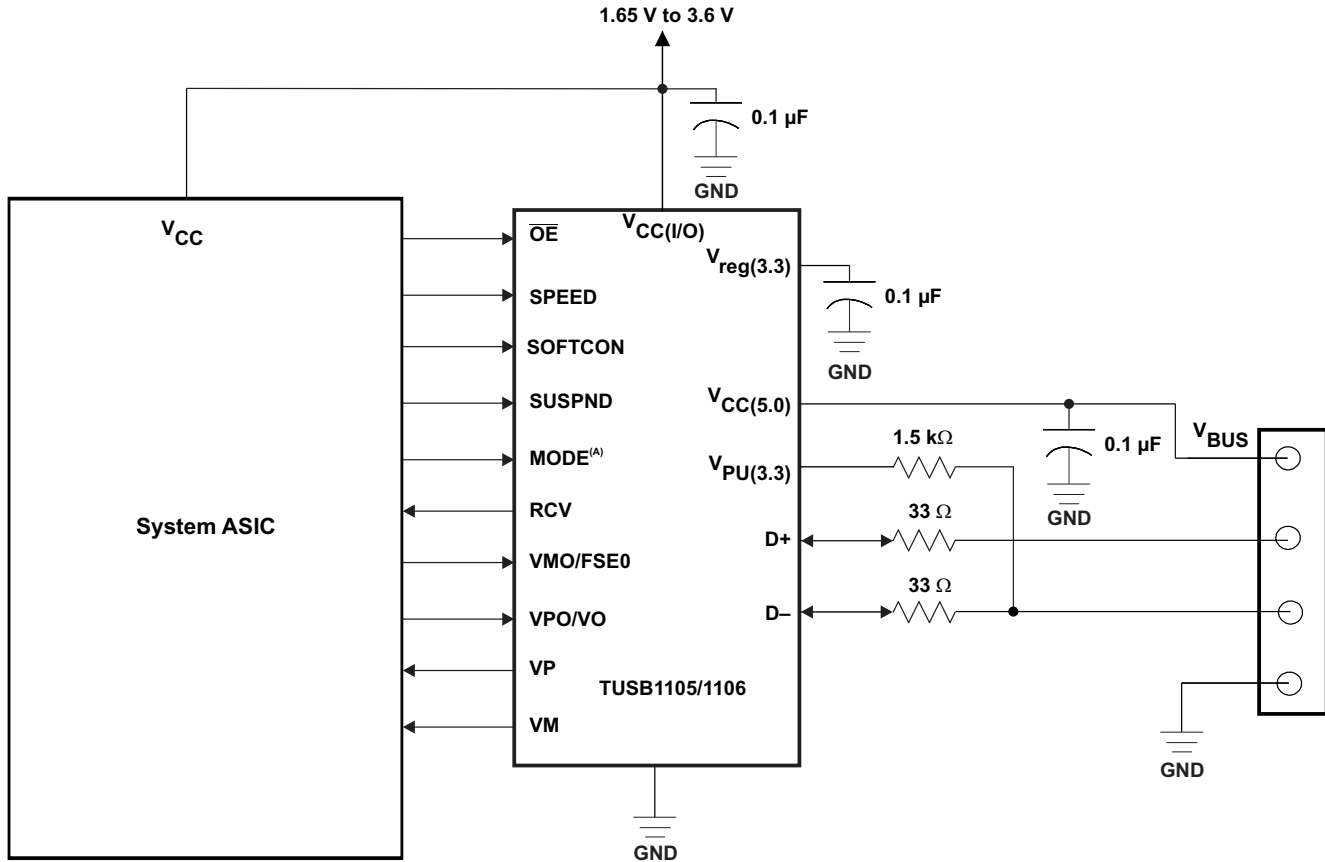 1.65 V to 3.6 V
0.1 µF
GND
VCC
OE
VCC(I/O)
Vreg(3.3)
0.1 µF
GND
SPEED
SOFTCON
SUSPND
VCC(5.0)
0.1 µF
GND
VBUS
1.5 kΩ
MODE(A)
VPU(3.3)
System ASIC
RCV
33 Ω
D+
VMO/FSE0
33 Ω
VPO/VO
D–
VP
TUSB1105/1106
VM
GND
GND